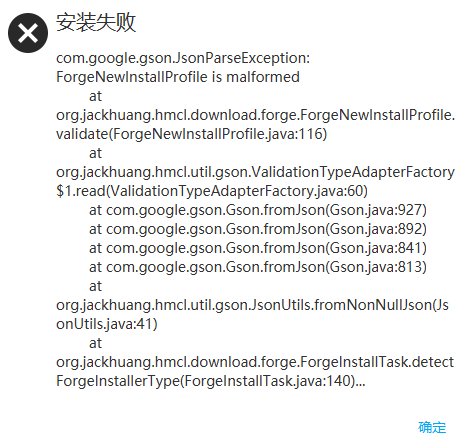 安装失败
com.google.gson.JsonParseException:
ForgeNewInstallProfile is malformed
at
org.jackhuang.hmcl.download.forge.ForgeNewInstallProfile.
validate(ForgeNewInstallProfile.java:116)
at
org.jackhuang.hmcl.util.gson.ValidationTypeAdapterFactory
$1.read(ValidationTypeAdapterFactory.java:60)
at com.google.gson.Gson.fromJson(Gson.java:927)
at com.google.gson.Gson.fromJson(Gson.java:892)
at com.google.gson.Gson.fromJson(Gson.java:841)
at com.google.gson.Gson.fromJson(Gson.java:813)
at
org.jackhuang.hmcl.util.gson.JsonUtils.fromNonNullJson(Js
onUtils.java:41)
at
org.jackhuang.hmcl.download.forge.ForgeInstallTask.detect
ForgeInstallerType(ForgeInstallTask.java:140)...
确定